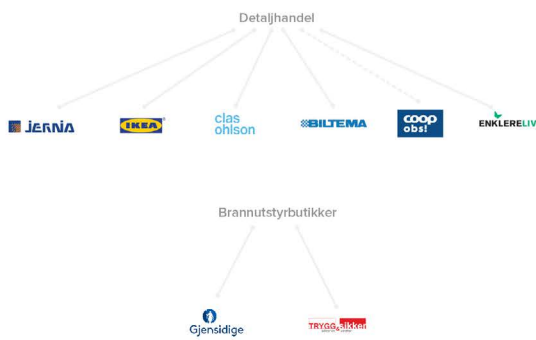 Detaljhandel
JERNIA
IKEA
clas
ohlson
BILTEMA
coop
obs!
ENKLERELIV
Brannutstyrbutikker
Gjensidige
TRYGG&Sikker